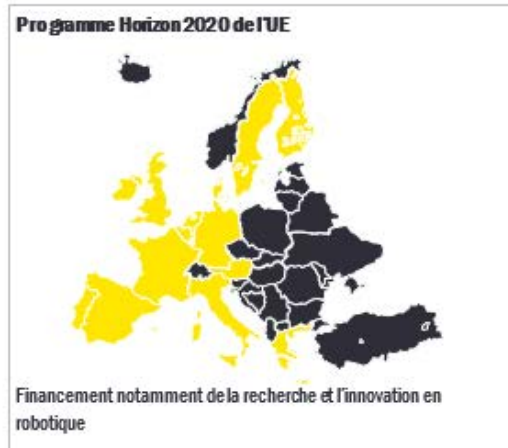 Programme Horizon 2020 de l'UE
Financement notamment de la recherche et l'innovation en
robotique